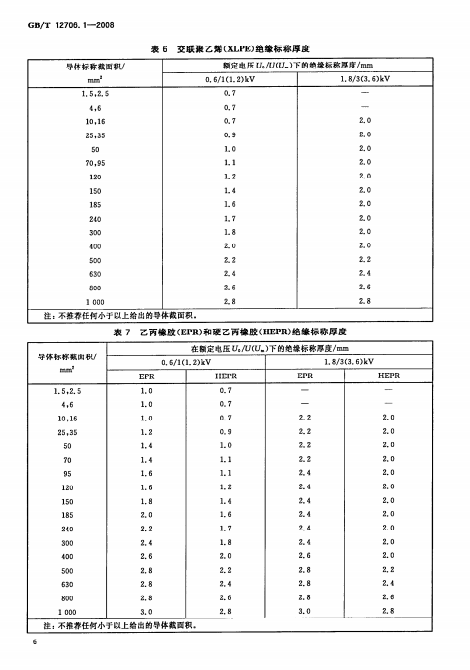 GB/T 12706.1—2008
表 6 交联聚乙烯(XLPE)绝缘标称厚度
导体标称截面积/ 额定电压 U₀/U(Uₘ)下的绝缘标称厚度/mm
mm² 0.6/1(1.2)kV 1.8/3(3.6)kV
1.5,2.5 0.7 —
4,6 0.7 —
10,16 0.7 2.0
25,35 0.9 2.0
50 1.0 2.0
70,95 1.1 2.0
120 1.2 2.0
150 1.4 2.0
185 1.6 2.0
240 1.7 2.0
300 1.8 2.0
400 2.0 2.0
500 2.2 2.2
630 2.4 2.4
800 2.6 2.6
1 000 2.8 2.8
注:不推荐任何小于以上给出的导体截面积。
表 7 乙丙橡胶(EPR)和硬乙丙橡胶(HEPR)绝缘标称厚度
导体标称截面积/ 在额定电压 U₀/U(Uₘ)下的绝缘标称厚度/mm
mm² 0.6/1(1.2)kV 1.8/3(3.6)kV
EPR HEPR EPR HEPR
1.5,2.5 1.0 0.7 — —
4,6 1.0 0.7 — —
10,16 1.0 0.7 2.2 2.0
25,35 1.2 0.9 2.2 2.0
50 1.4 1.0 2.2 2.0
70 1.4 1.1 2.2 2.0
95 1.6 1.1 2.4 2.0
120 1.6 1.2 2.4 2.0
150 1.8 1.4 2.4 2.0
185 2.0 1.6 2.4 2.0
240 2.2 1.7 2.4 2.0
300 2.4 1.8 2.4 2.0
400 2.6 2.0 2.6 2.0
500 2.8 2.2 2.8 2.2
630 2.8 2.4 2.8 2.4
800 2.8 2.6 2.8 2.6
1 000 3.0 2.8 3.0 2.8
注:不推荐任何小于以上给出的导体截面积。
6